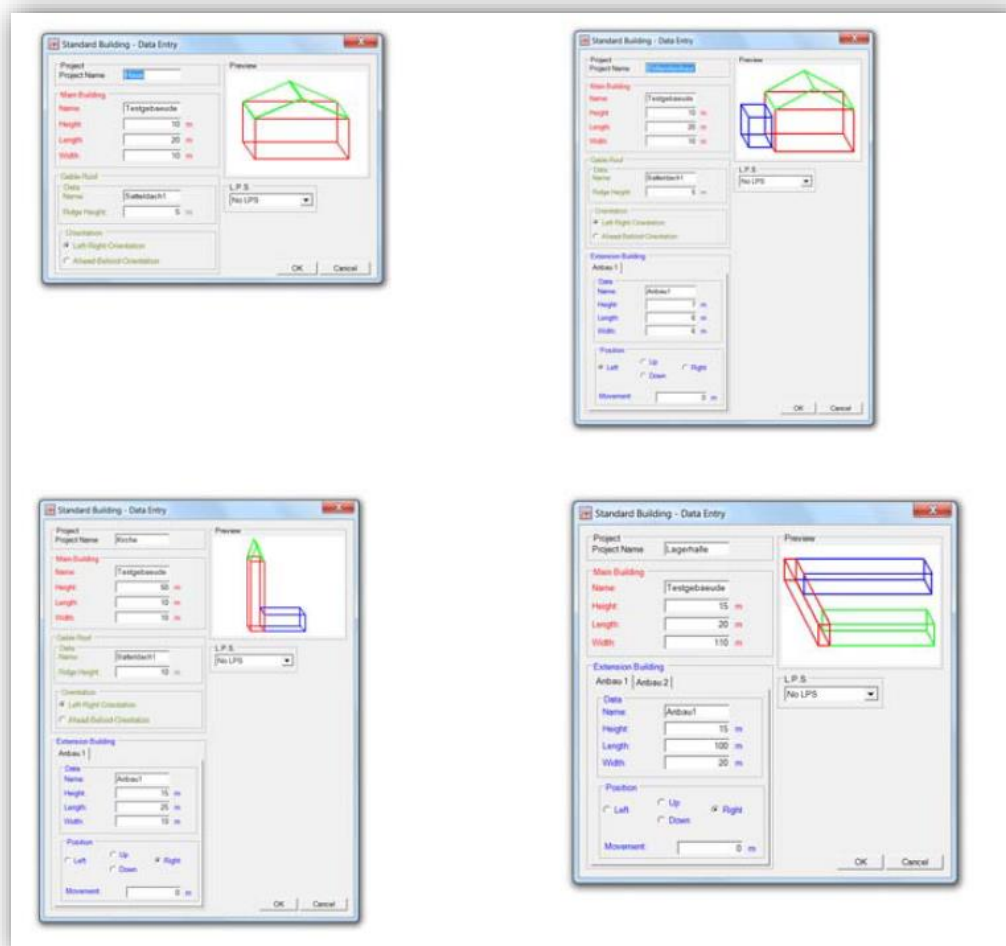 Standard Building - Data Entry
Project
Project Name
Haus
Main Building
Name:
Testgebaeude
Height:
10 m
Length:
20 m
Width:
10 m
Gable Roof
Data
Name:
Satteldach1
Ridge Height:
5 m
Orientation
Left-Right Orientation
Ahead-Behind Orientation
Preview
L.P.S.
No LPS
OK Cancel
Standard Building - Data Entry
Project
Project Name
Main Building
Name:
Testgebaeude
Height:
10 m
Length:
20 m
Width:
10 m
Gable Roof
Data
Name:
Satteldach1
Ridge Height:
5 m
Orientation
Left-Right Orientation
Ahead-Behind Orientation
Extension Building
Anbau 1
Data
Name:
Anbau1
Height:
7 m
Length:
6 m
Width:
6 m
Position
Left Up Down Right
Movement:
0 m
Preview
L.P.S.
No LPS
OK Cancel
Standard Building - Data Entry
Project
Project Name
Kirche
Main Building
Name:
Testgebaeude
Height:
50 m
Length:
10 m
Width:
10 m
Gable Roof
Data
Name:
Satteldach1
Ridge Height:
10 m
Orientation
Left-Right Orientation
Ahead-Behind Orientation
Extension Building
Anbau 1
Data
Name:
Anbau1
Height:
15 m
Length:
25 m
Width:
10 m
Position
Left Up Down Right
Movement:
0 m
Preview
L.P.S.
No LPS
OK Cancel
Standard Building - Data Entry
Project
Project Name
Lagerhalle
Main Building
Name:
Testgebaeude
Height:
15 m
Length:
20 m
Width:
110 m
Extension Building
Anbau 1 Anbau 2
Data
Name:
Anbau1
Height:
15 m
Length:
100 m
Width:
20 m
Position
Left Up Down Right
Movement:
0 m
Preview
L.P.S.
No LPS
OK Cancel